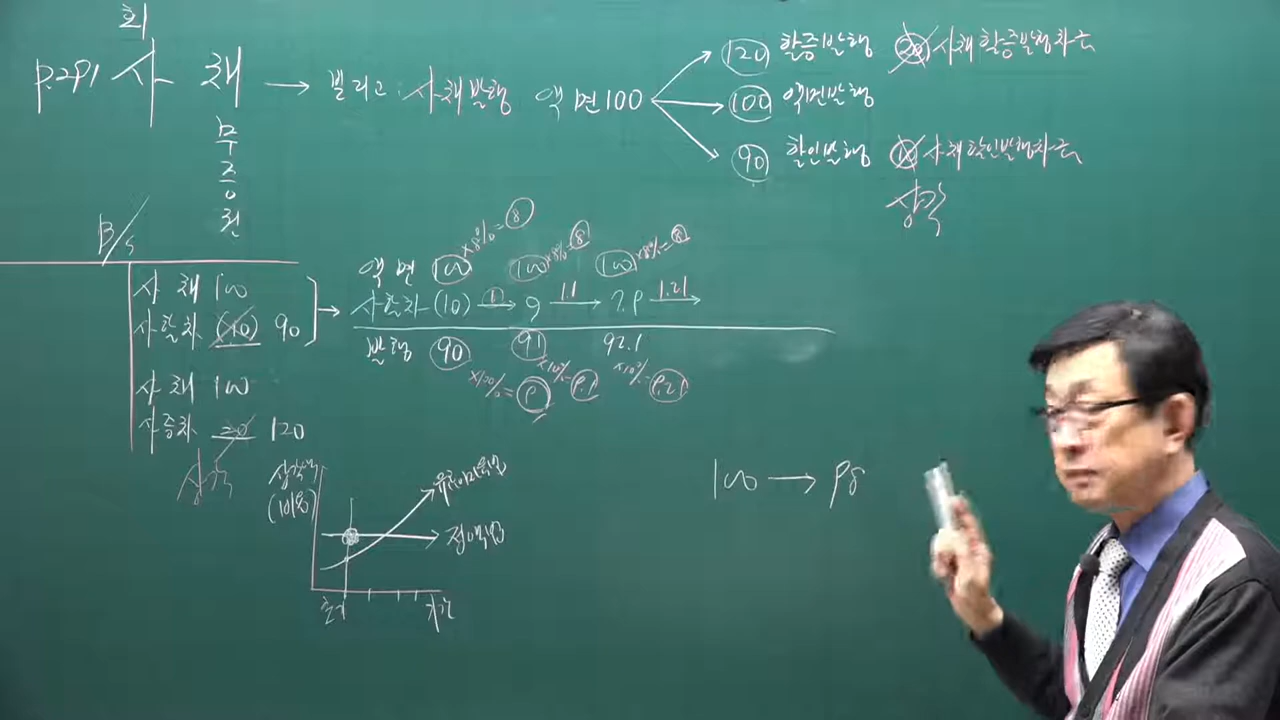 회
P.291 사 채 → 빌리고 : 사채발행 액면100
120 할증발행 20 사채할증발행차금
100 액면발행
90 할인발행 10 사채할인발행차금
상각
부
증
권
B/S
사 채 100
사할차 (10) 90
사 채 100
사증차 20 120
상각
액 면 100 ×8%=8 100 ×8%=8 100 ×8%=8
사할차 (10) 1 → 9 1.1 → 7.9 1.21 →
발행 90 91 92.1
×10%=9 ×10%=9.1 ×10%=9.21
상각액
유효이자율법
정액법
초기 기간
100 → 98